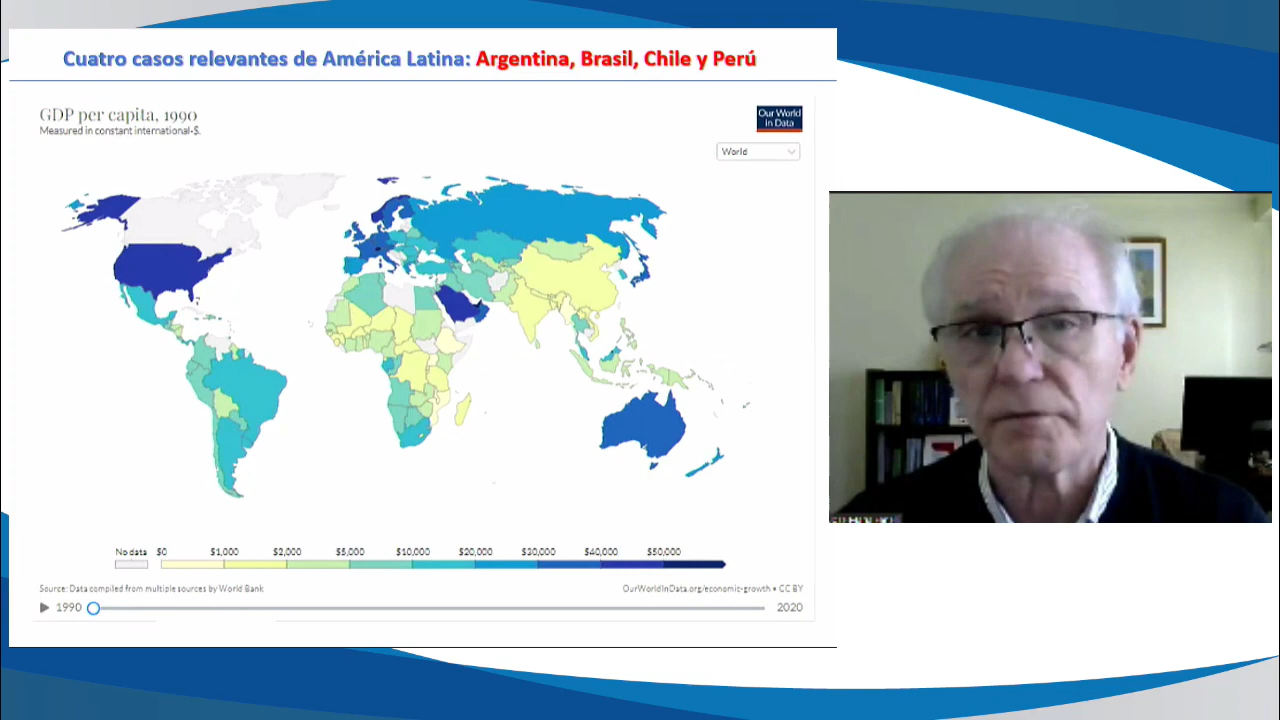 Cuatro casos relevantes de América Latina: Argentina, Brasil, Chile y Perú
GDP per capita, 1990
Measured in constant international-$.
Our World
in Data
World
No data $0 $1,000 $2,000 $5,000 $10,000 $20,000 $30,000 $40,000 $50,000
Source: Data compiled from multiple sources by World Bank
OurWorldInData.org/economic-growth • CC BY
1990
2020